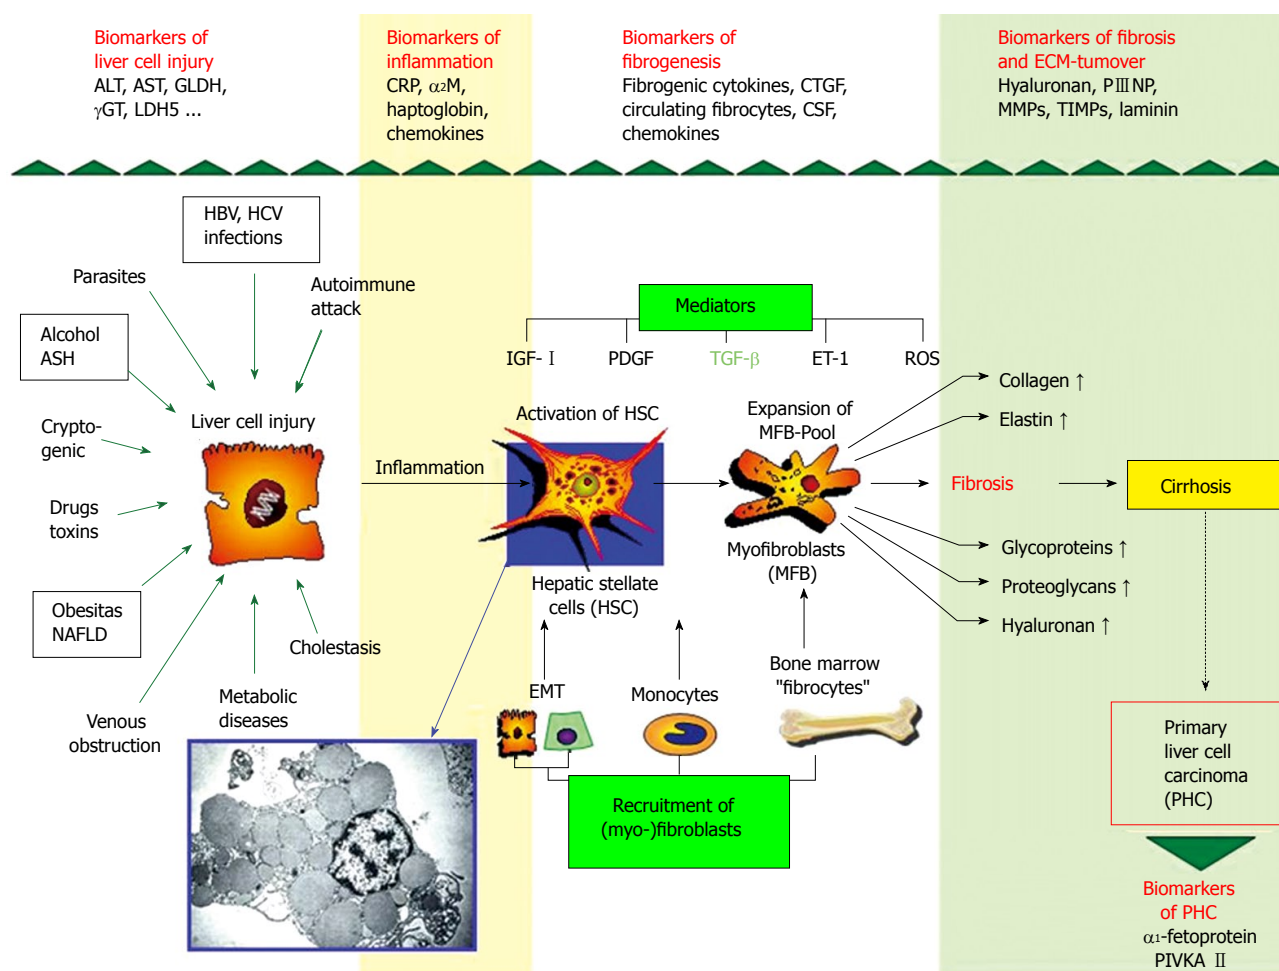 Biomarkers of
liver cell injury
ALT, AST, GLDH,
γGT, LDH5 ...
Biomarkers of
inflammation
CRP, α2M,
haptoglobin,
chemokines
Biomarkers of
fibrogenesis
Fibrogenic cytokines, CTGF,
circulating fibrocytes, CSF,
chemokines
Biomarkers of fibrosis
and ECM-tumover
Hyaluronan, PⅢNP,
MMPs, TIMPs, laminin
HBV, HCV
infections
Parasites
Autoimmune
attack
Alcohol
ASH
Crypto-
genic
Drugs
toxins
Obesitas
NAFLD
Venous
obstruction
Metabolic
diseases
Cholestasis
Liver cell injury
Inflammation
Mediators
IGF- Ⅰ
PDGF
TGF-β
ET-1
ROS
Activation of HSC
Hepatic stellate
cells (HSC)
Expansion of
MFB-Pool
Myofibroblasts
(MFB)
EMT
Monocytes
Bone marrow
"fibrocytes"
Recruitment of
(myo-)fibroblasts
Collagen ↑
Elastin ↑
Fibrosis
Cirrhosis
Glycoproteins ↑
Proteoglycans ↑
Hyaluronan ↑
Primary
liver cell
carcinoma
(PHC)
Biomarkers
of PHC
α1-fetoprotein
PIVKA Ⅱ